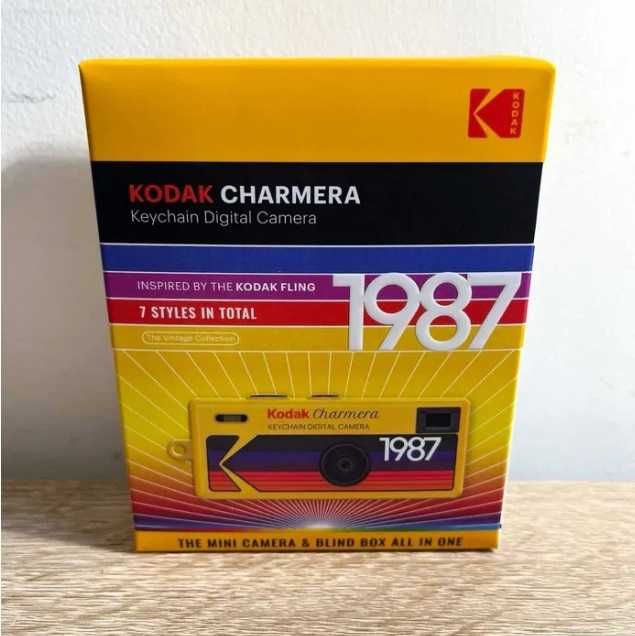 KODAK
KODAK CHARMERA
Keychain Digital Camera
INSPIRED BY THE KODAK FLING
1987
7 STYLES IN TOTAL
The Vintage Collection
Kodak Charmera
KEYCHAIN DIGITAL CAMERA
1987
THE MINI CAMERA & BLIND BOX ALL IN ONE